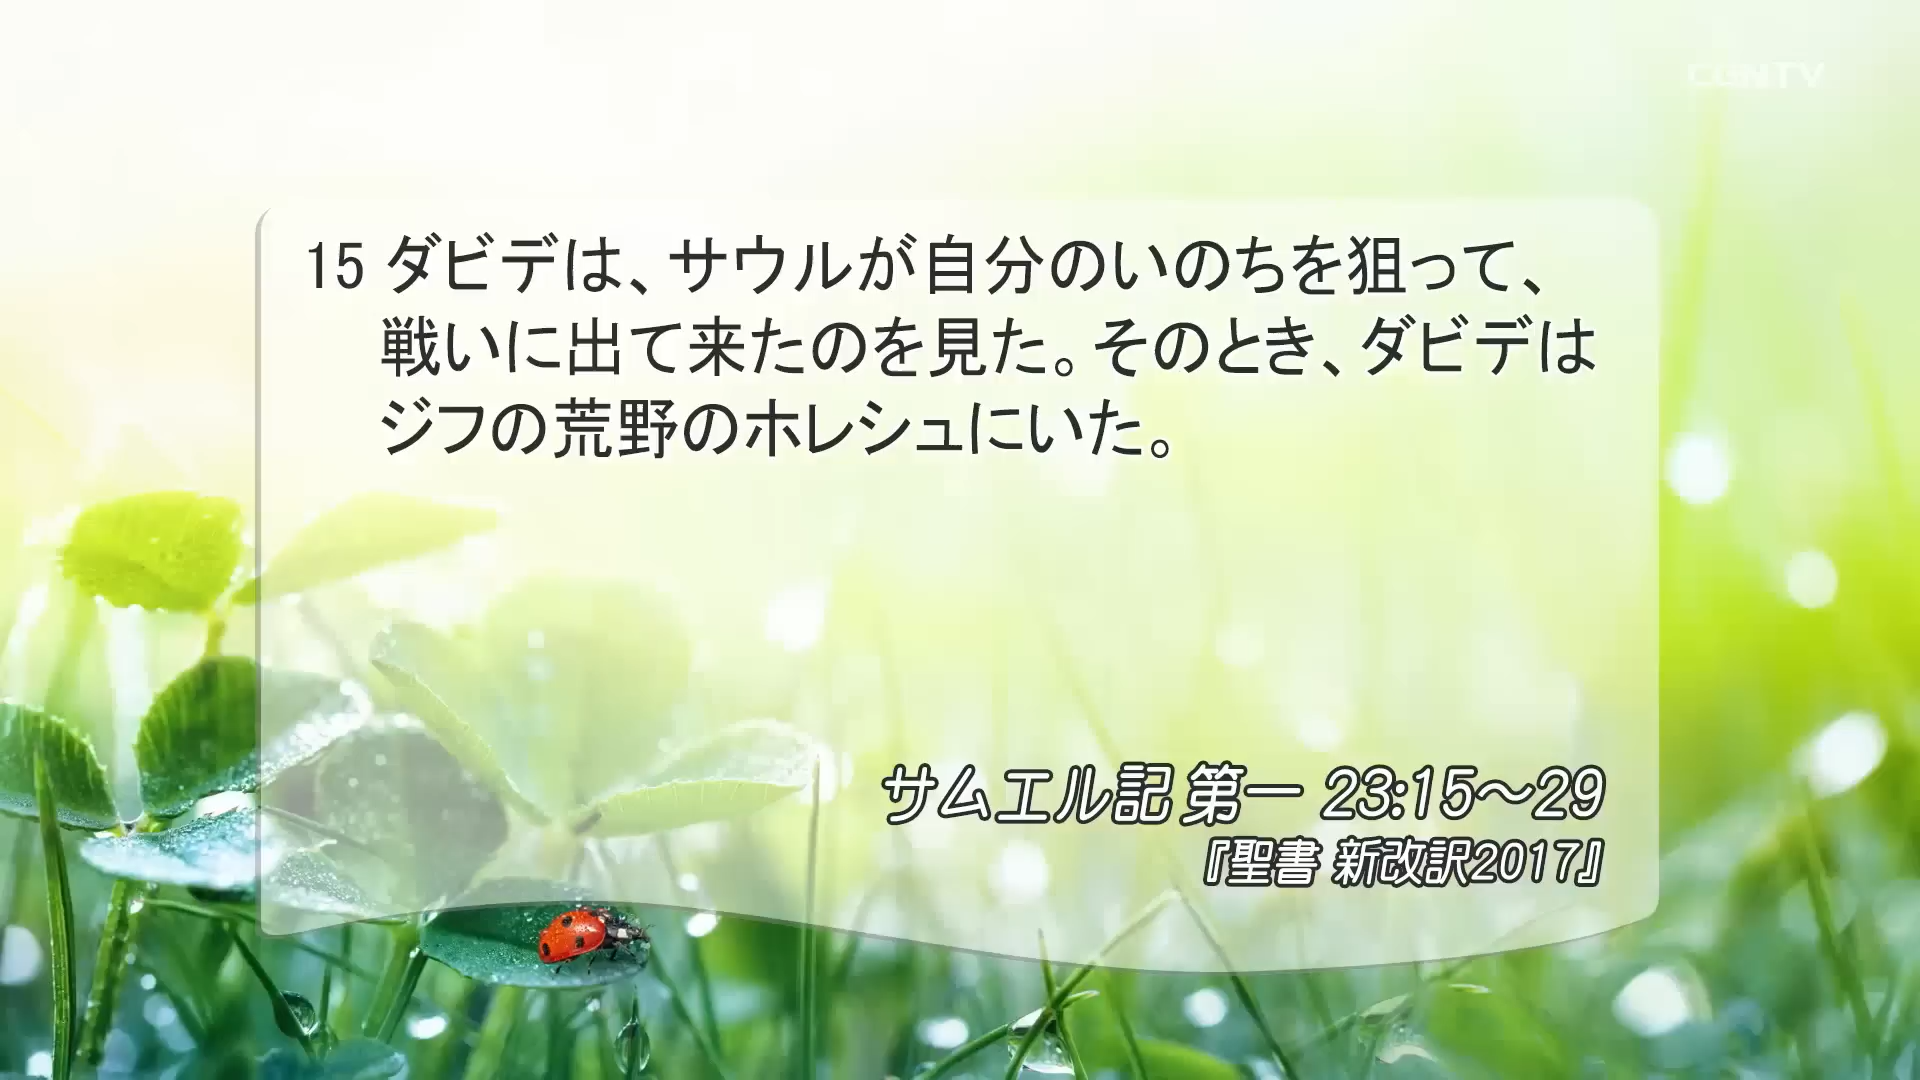 CGNTV
15 ダビデは、サウルが自分のいのちを狙って、
戦いに出て来たのを見た。そのとき、ダビデは
ジフの荒野のホレシュにいた。
サムエル記 第一 23:15～29
『聖書 新改訳2017』